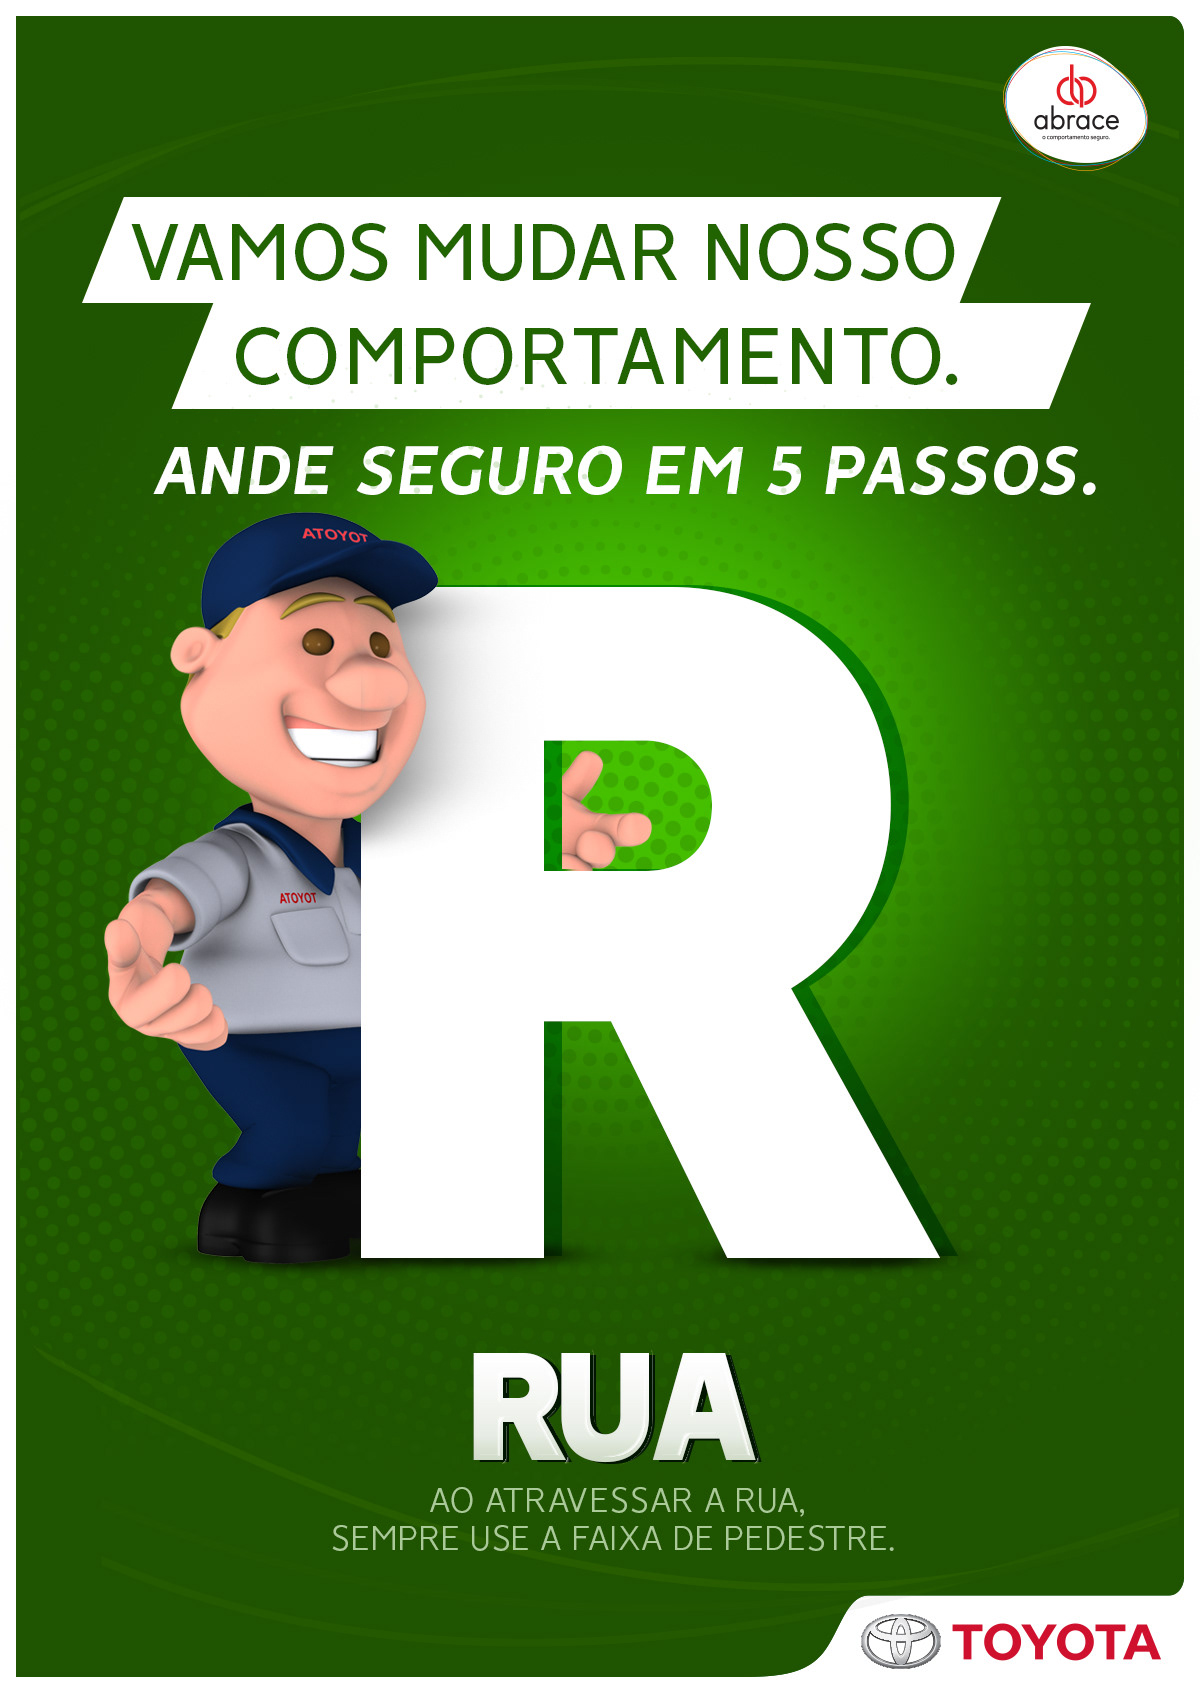 abrace
o comportamento seguro.
VAMOS MUDAR NOSSO
COMPORTAMENTO.
ANDE SEGURO EM 5 PASSOS.
ATOYOT
ATOYOT
R
RUA
AO ATRAVESSAR A RUA,
SEMPRE USE A FAIXA DE PEDESTRE.
TOYOTA